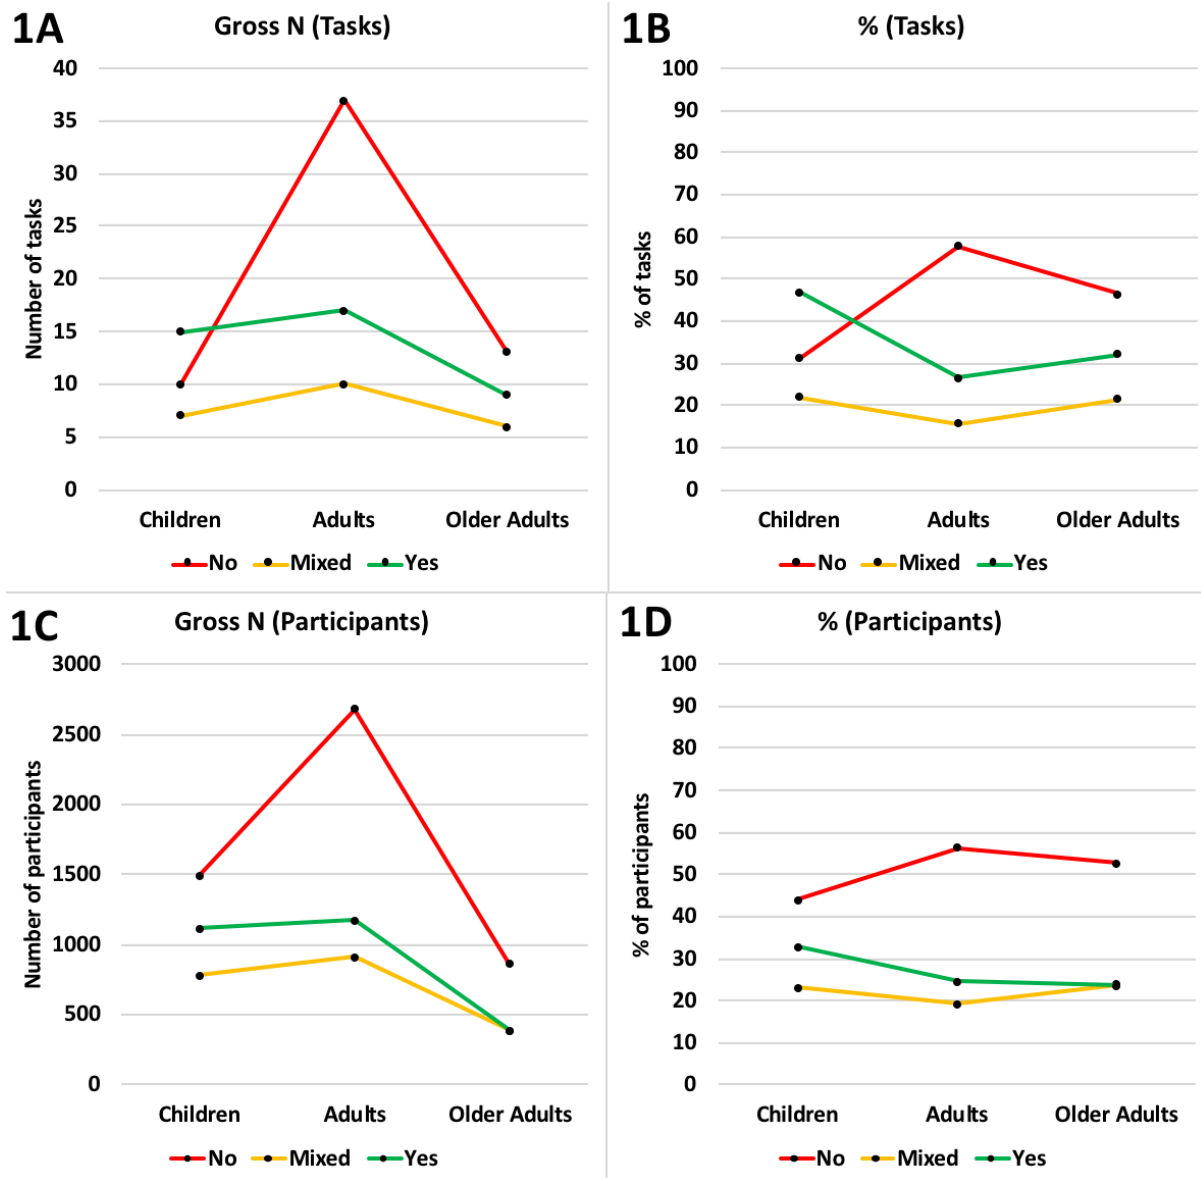 1A
Gross N (Tasks)
Number of tasks
40
35
30
25
20
15
10
5
0
Children Adults Older Adults
No Mixed Yes
1B
% (Tasks)
% of tasks
100
90
80
70
60
50
40
30
20
10
0
Children Adults Older Adults
No Mixed Yes
1C
Gross N (Participants)
Number of participants
3000
2500
2000
1500
1000
500
0
Children Adults Older Adults
No Mixed Yes
1D
% (Participants)
% of participants
100
90
80
70
60
50
40
30
20
10
0
Children Adults Older Adults
No Mixed Yes